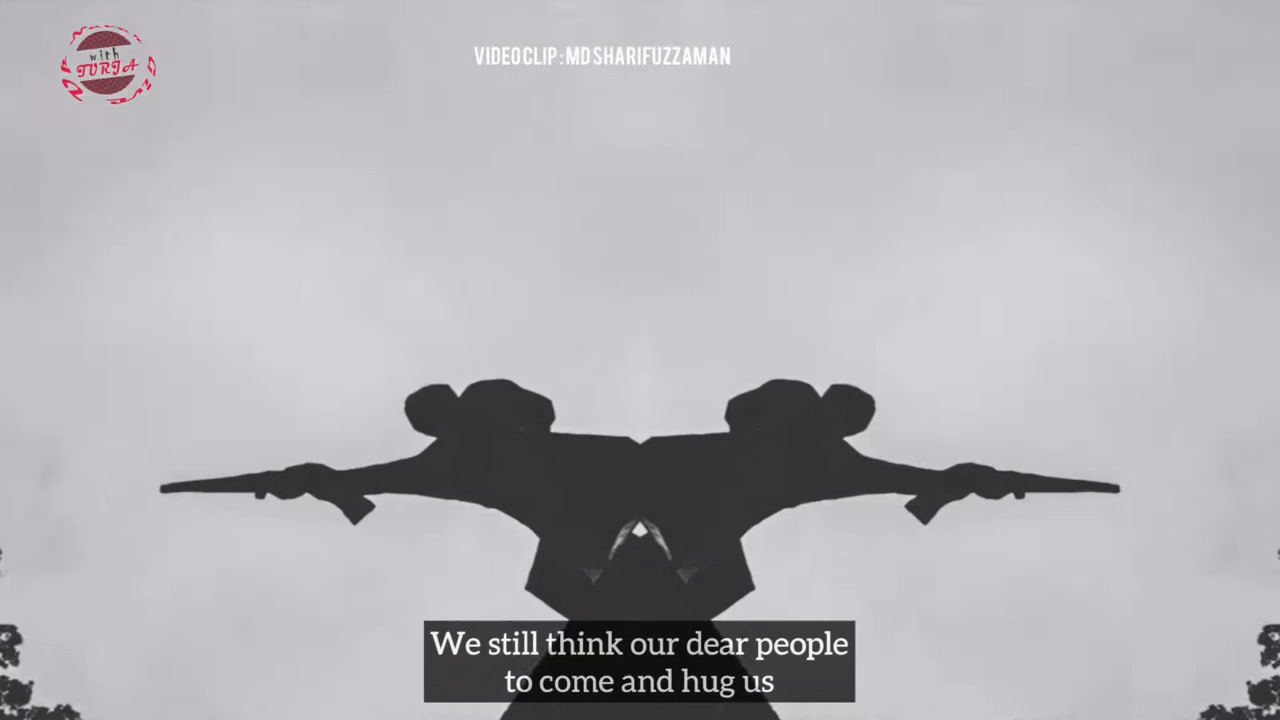 with
TURJA
VIDEO CLIP : MD SHARIFUZZAMAN
We still think our dear people
to come and hug us